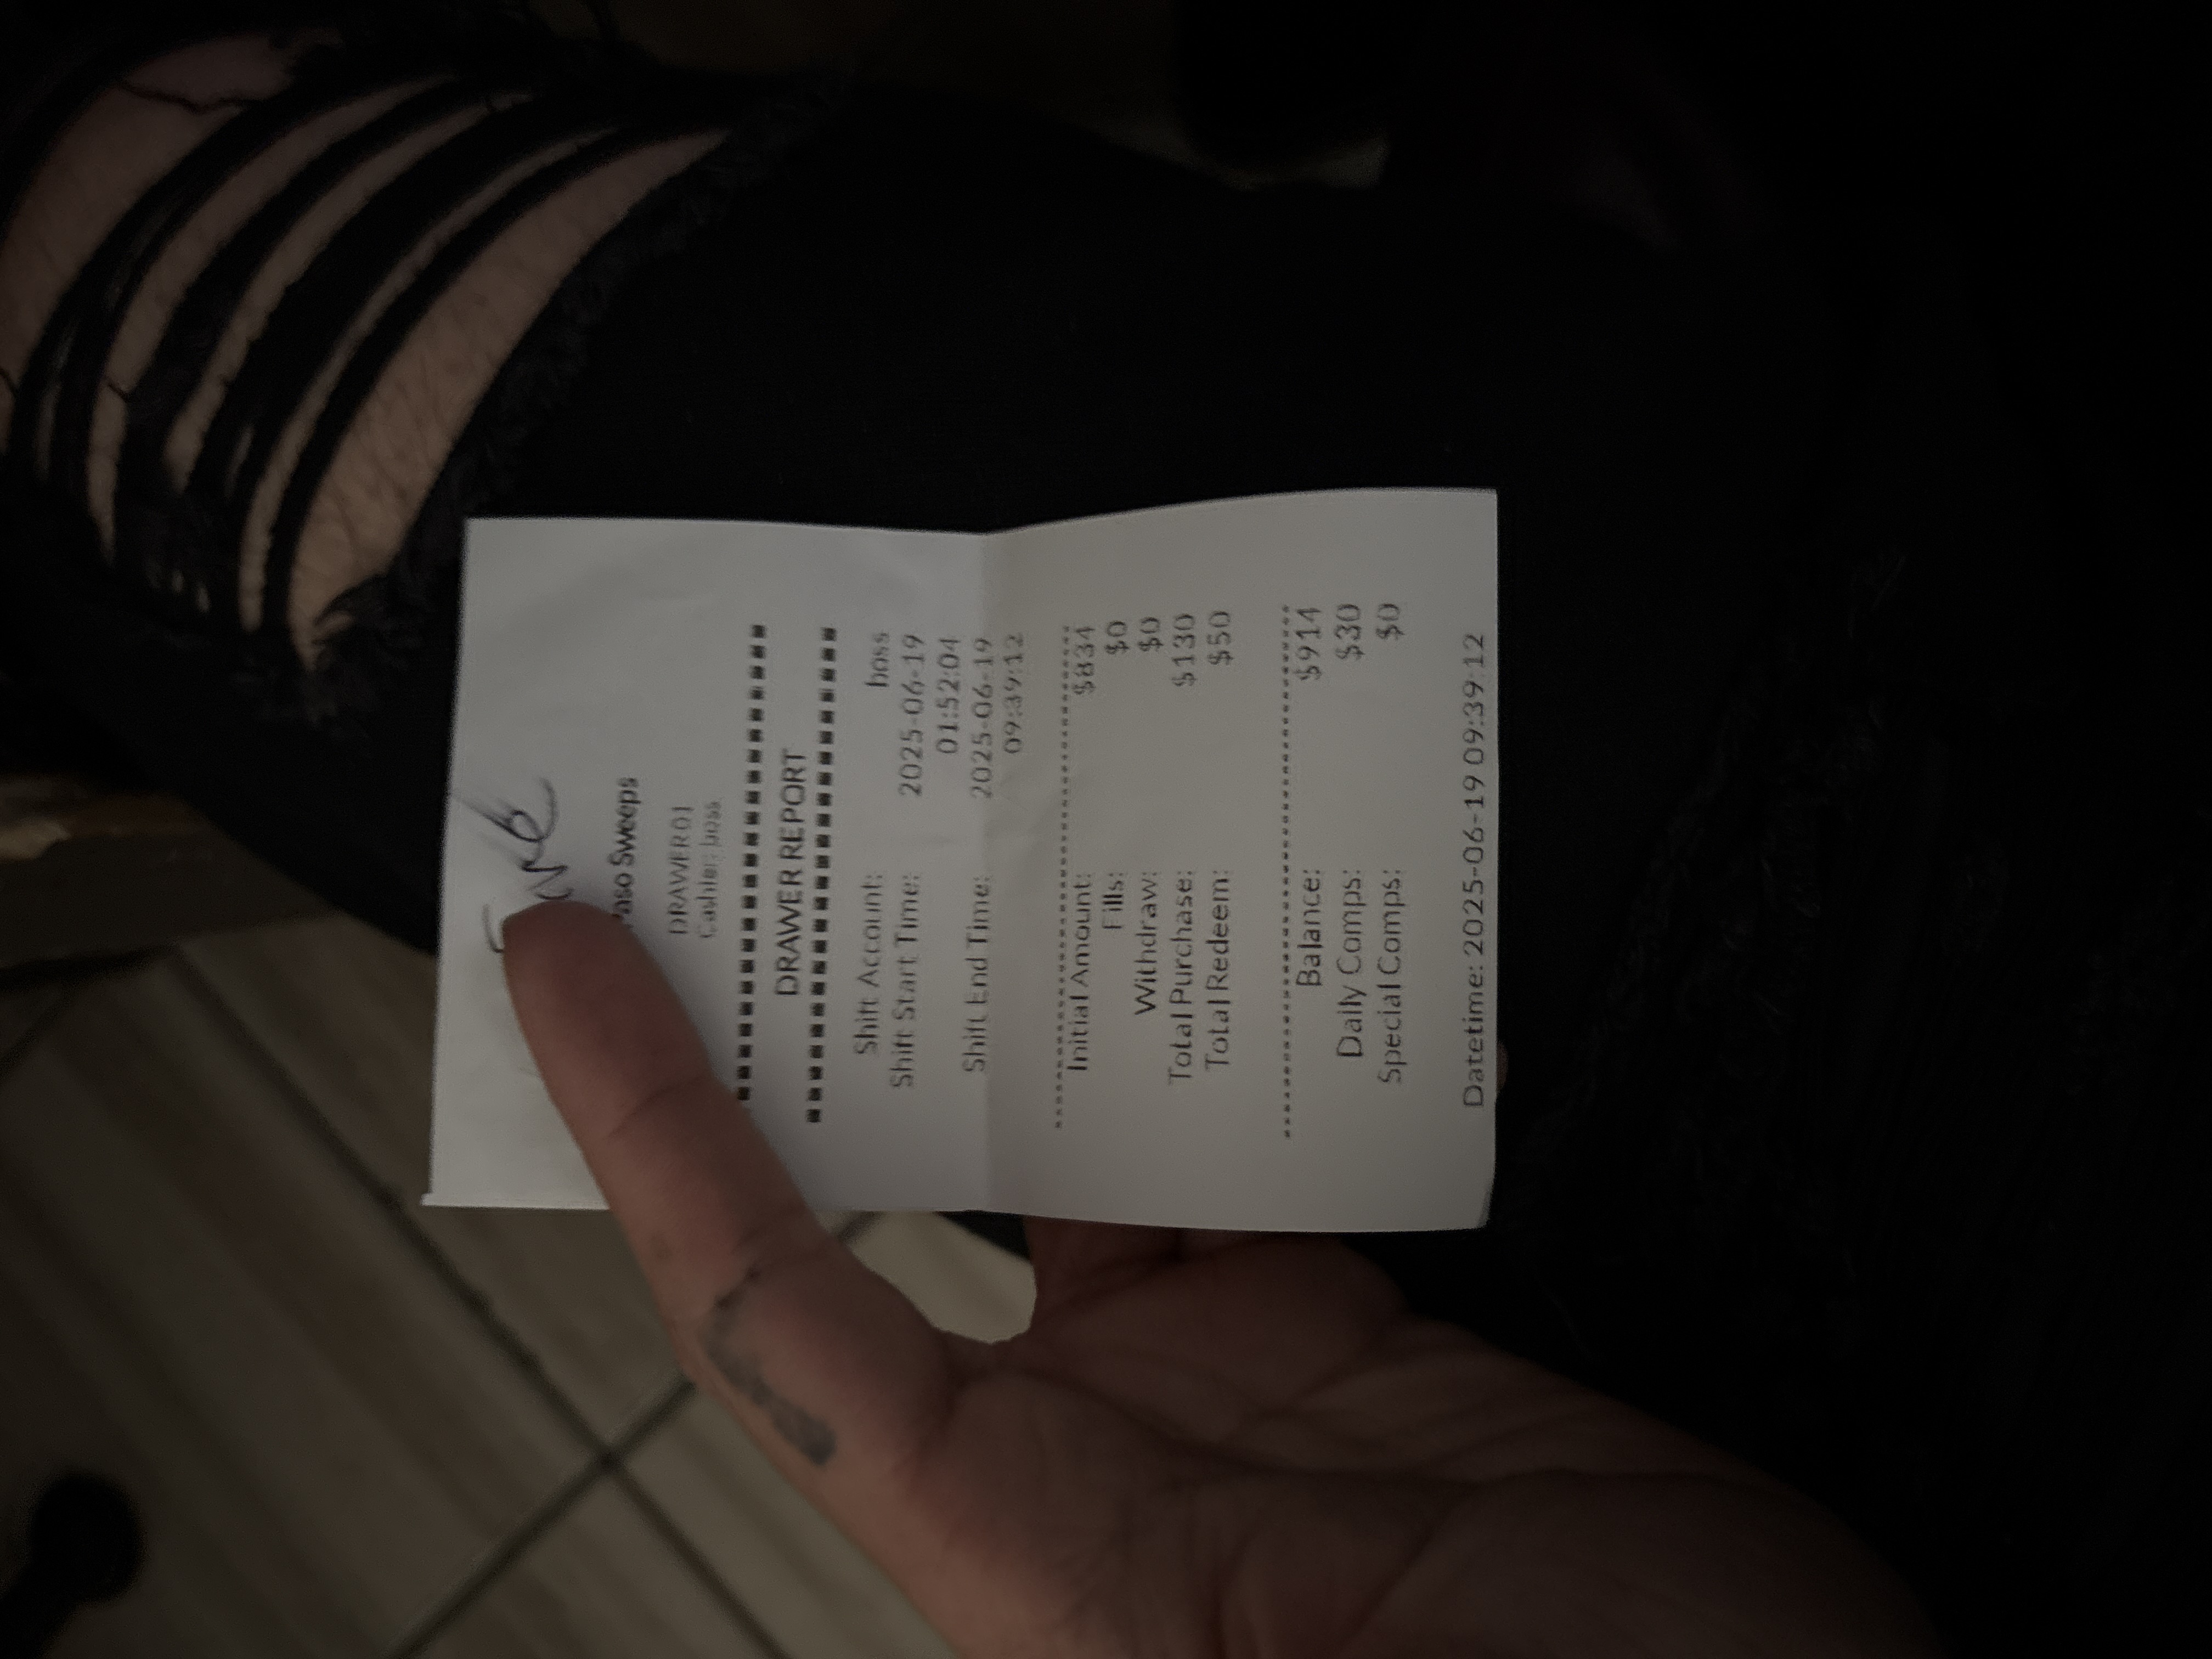 Paso Sweeps
DRAWER01
Cashier: boss
DRAWER REPORT
Shift Account: boss
Shift Start Time: 2025-06-19
01:52:04
Shift End Time: 2025-06-19
09:39:12
Initial Amount: $834
Fills: $0
Withdraw: $0
Total Purchase: $130
Total Redeem: $50
Balance: $914
Daily Comps: $30
Special Comps: $0
Datetime: 2025-06-19 09:39:12